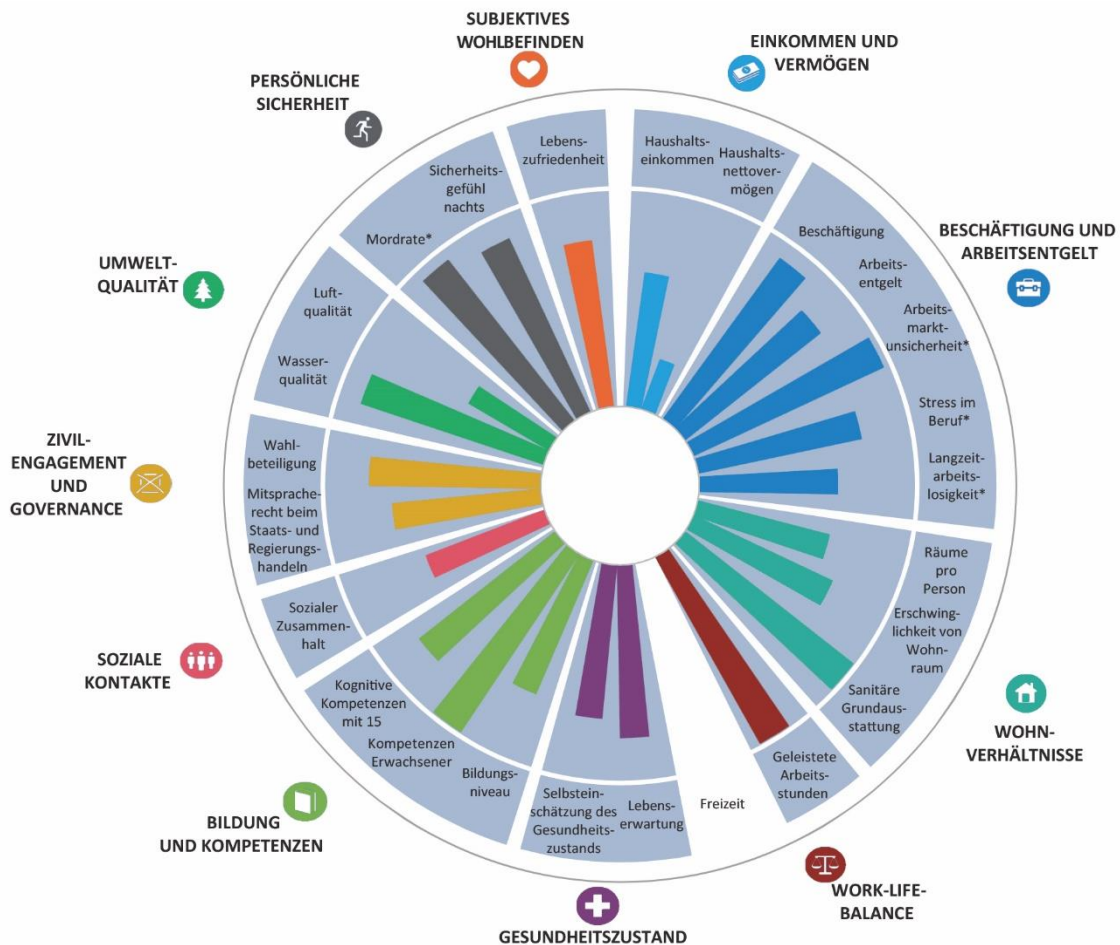 SUBJEKTIVES
WOHLBEFINDEN
EINKOMMEN UND
VERMÖGEN
PERSÖNLICHE
SICHERHEIT
Lebens-
zufriedenheit
Haushalts-
einkommen
Haushalts-
nettover-
mögen
Sicherheits-
gefühl
nachts
Mordrate*
Beschäftigung
BESCHÄFTIGUNG UND
ARBEITSENTGELT
Arbeits-
entgelt
UMWELT-
QUALITÄT
Luft-
qualität
Arbeits-
markt-
unsicherheit*
Wasser-
qualität
Stress im
Beruf*
ZIVIL-
ENGAGEMENT
UND
GOVERNANCE
Wahl-
beteiligung
Langzeit-
arbeits-
losigkeit*
Mitsprache-
recht beim
Staats- und
Regierungs-
handeln
Räume
pro
Person
Sozialer
Zusammen-
halt
Erschwing-
lichkeit von
Wohn-
raum
SOZIALE
KONTAKTE
Kognitive
Kompetenzen
mit 15
Sanitäre
Grundaus-
stattung
WOHN-
VERHÄLTNISSE
Kompetenzen
Erwachsener
Bildungs-
niveau
Geleistete
Arbeits-
stunden
Selbstein-
schätzung des
Gesundheits-
zustands
Lebens-
erwartung
Freizeit
BILDUNG
UND KOMPETENZEN
WORK-LIFE-
BALANCE
GESUNDHEITSZUSTAND